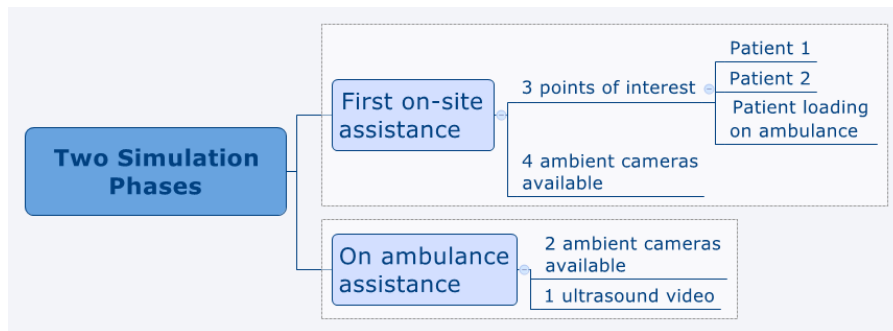 Two Simulation
Phases
First on-site
assistance
3 points of interest
Patient 1
Patient 2
Patient loading
on ambulance
4 ambient cameras
available
On ambulance
assistance
2 ambient cameras
available
1 ultrasound video